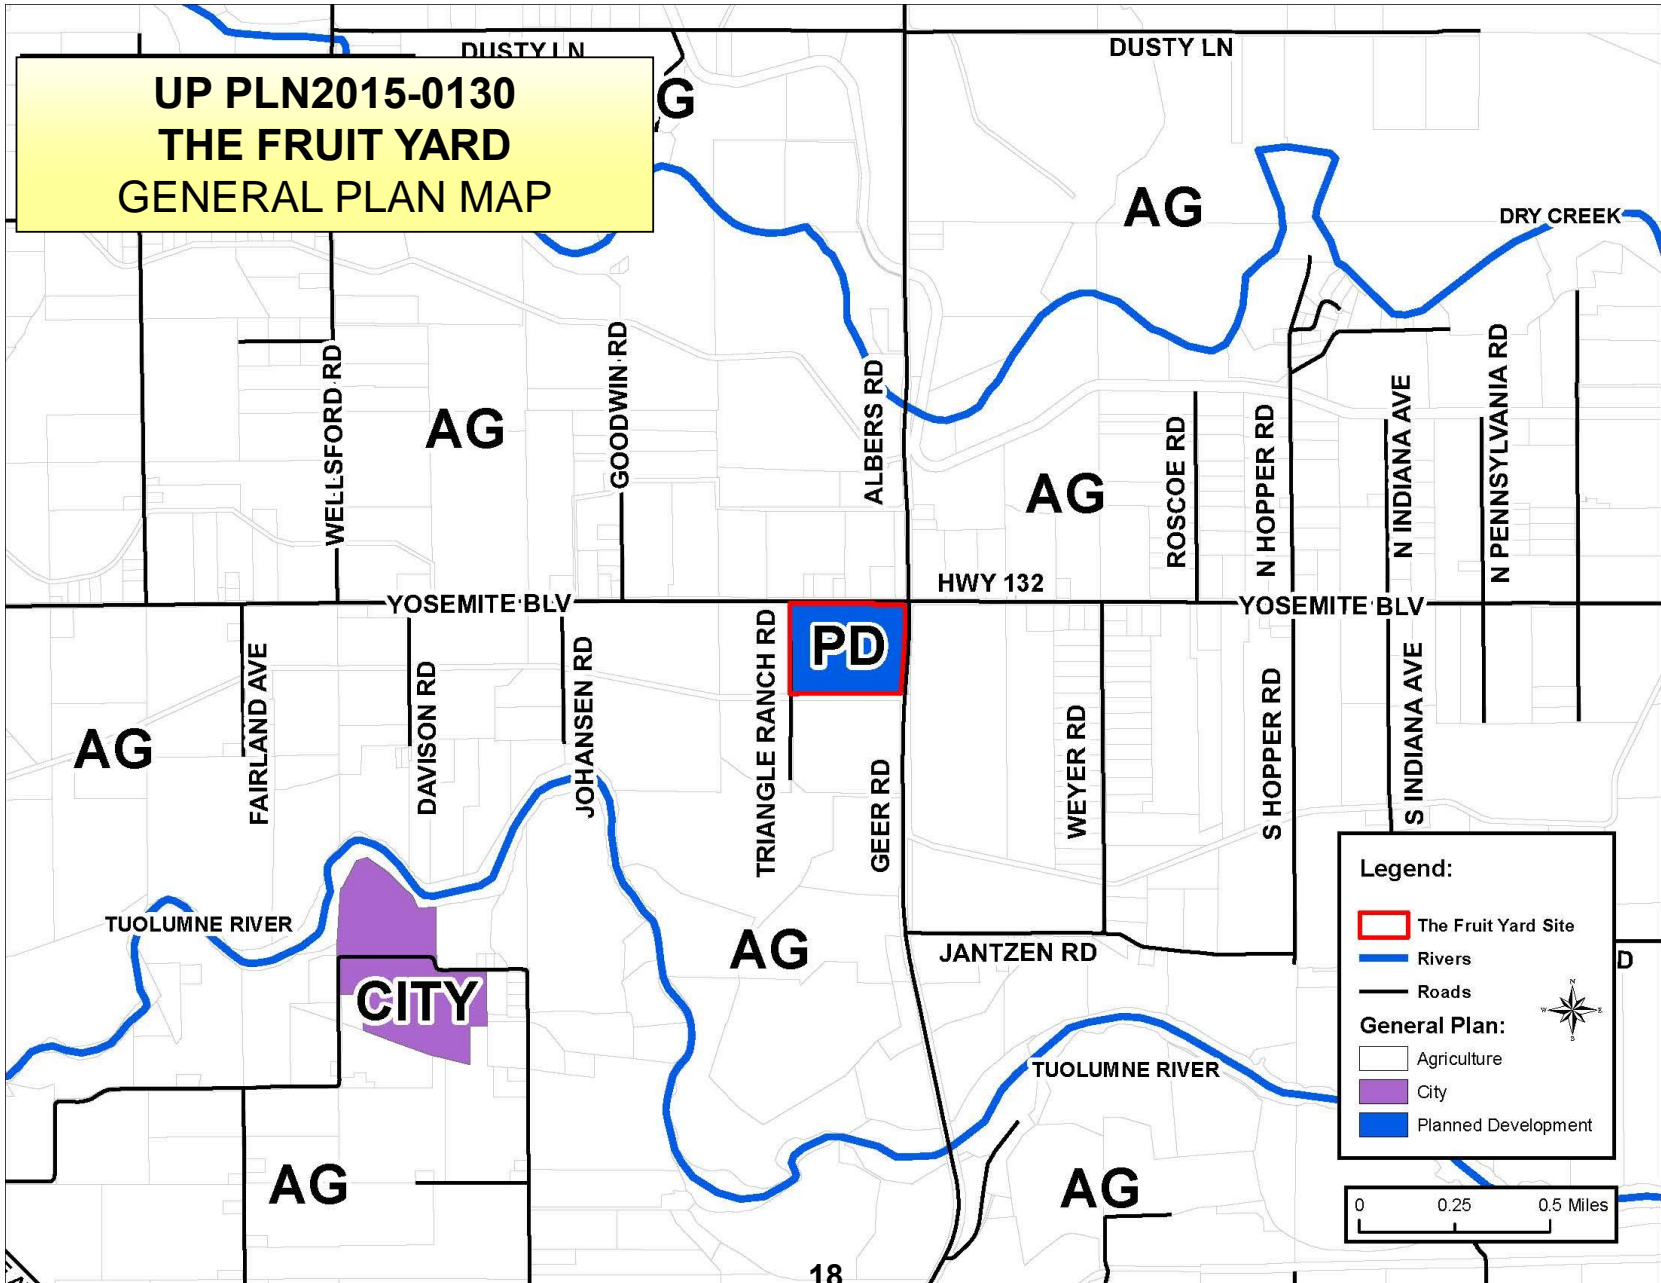 DUSTY LN
DUSTY LN
UP PLN2015-0130
THE FRUIT YARD
GENERAL PLAN MAP
G
AG
DRY CREEK
WELLSFORD RD
GOODWIN RD
ALBERS RD
AG
AG
ROSCOE RD
N HOPPER RD
N INDIANA AVE
N PENNSYLVANIA RD
HWY 132
YOSEMITE BLV
YOSEMITE BLV
PD
FAIRLAND AVE
DAVISON RD
JOHANSEN RD
TRIANGLE RANCH RD
GEER RD
WEYER RD
S HOPPER RD
S INDIANA AVE
AG
TUOLUMNE RIVER
AG
JANTZEN RD
D
CITY
TUOLUMNE RIVER
AG
AG
18
Legend:
The Fruit Yard Site
Rivers
Roads
N
W E
S
General Plan:
Agriculture
City
Planned Development
0 0.25 0.5 Miles